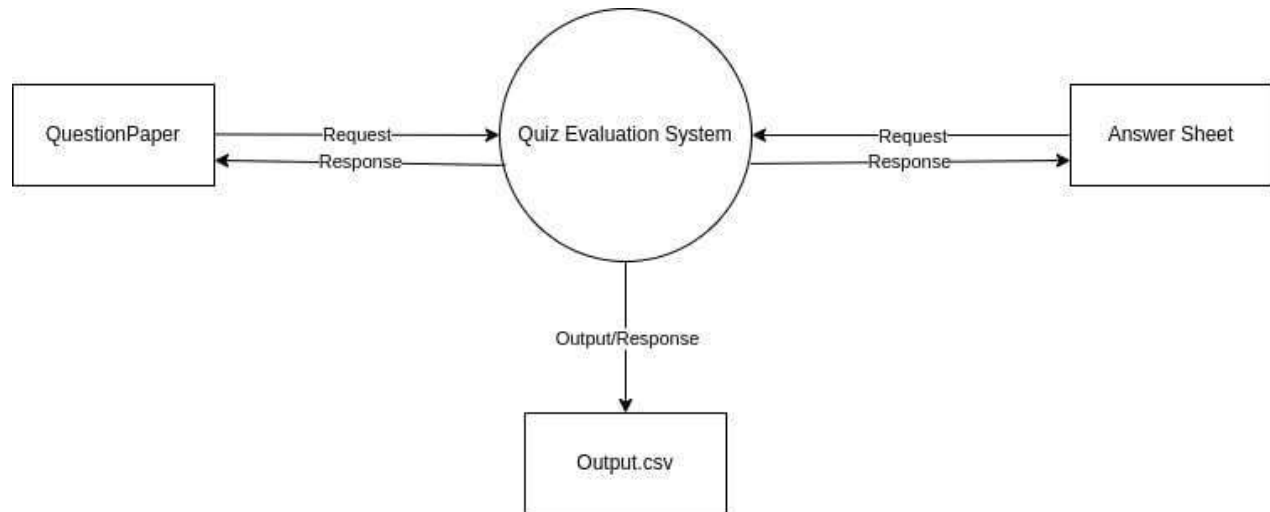 QuestionPaper
Request
Response
Quiz Evaluation System
Request
Response
Answer Sheet
Output/Response
Output.csv